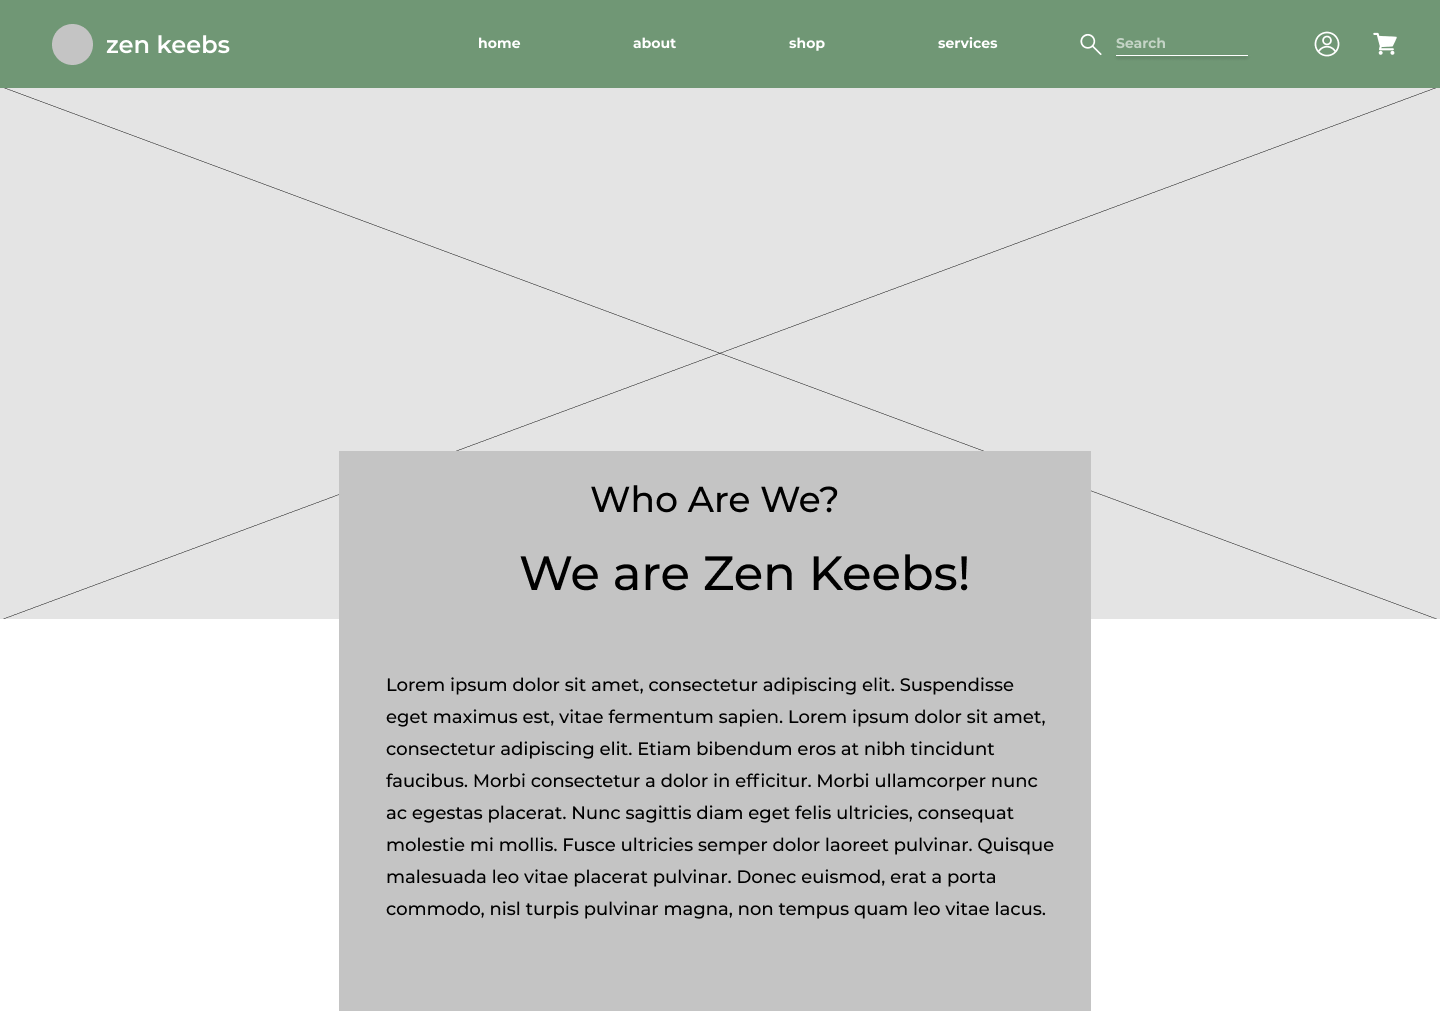 zen keebs
home
about
shop
services
Search
Who Are We?
We are Zen Keebs!
Lorem ipsum dolor sit amet, consectetur adipiscing elit. Suspendisse
eget maximus est, vitae fermentum sapien. Lorem ipsum dolor sit amet,
consectetur adipiscing elit. Etiam bibendum eros at nibh tincidunt
faucibus. Morbi consectetur a dolor in efficitur. Morbi ullamcorper nunc
ac egestas placerat. Nunc sagittis diam eget felis ultricies, consequat
molestie mi mollis. Fusce ultricies semper dolor laoreet pulvinar. Quisque
malesuada leo vitae placerat pulvinar. Donec euismod, erat a porta
commodo, nisl turpis pulvinar magna, non tempus quam leo vitae lacus.